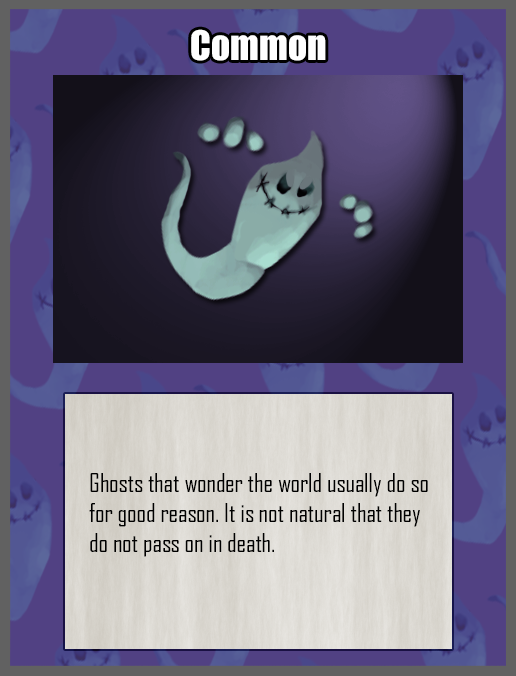 Common
Ghosts that wonder the world usually do so
for good reason. It is not natural that they
do not pass on in death.